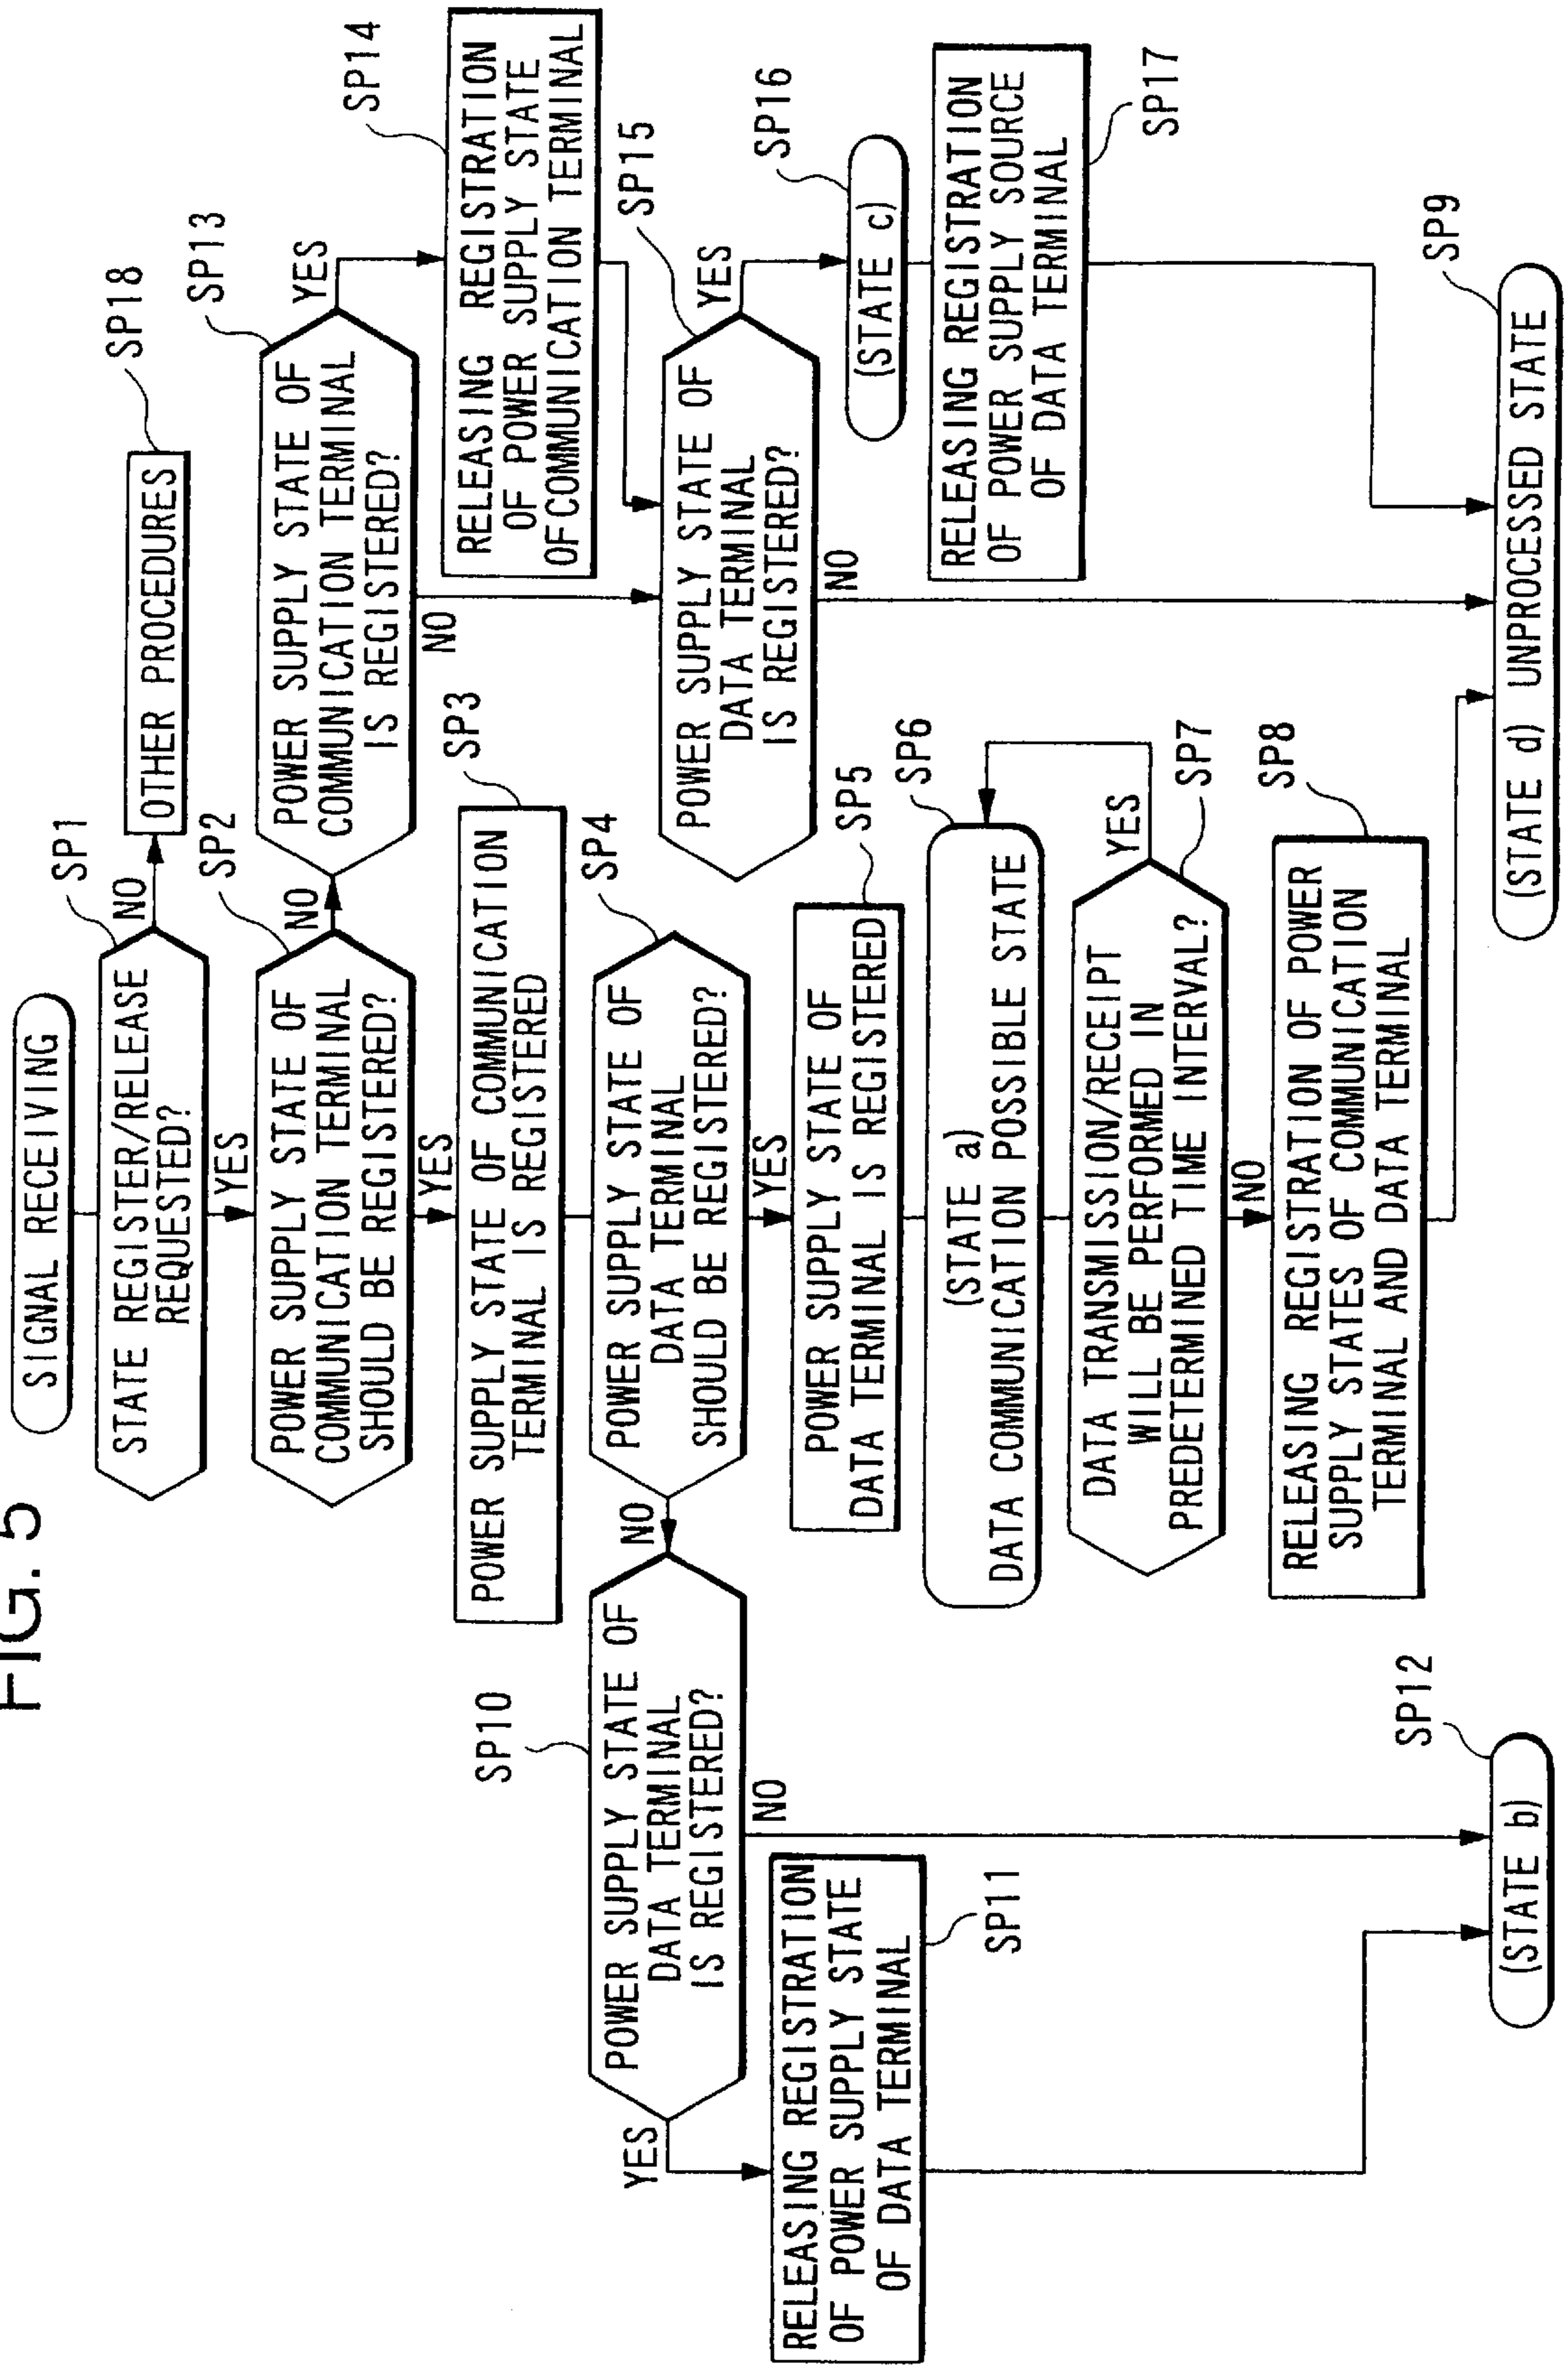 FIG. 5
SIGNAL RECEIVING
SP1
STATE REGISTER/RELEASE
REQUESTED?
NO
SP18
OTHER PROCEDURES
YES
SP2
POWER SUPPLY STATE OF
COMMUNICATION TERMINAL
SHOULD BE REGISTERED?
NO
SP13
POWER SUPPLY STATE OF
COMMUNICATION TERMINAL
IS REGISTERED?
YES
NO
SP14
RELEASING REGISTRATION
OF POWER SUPPLY STATE
OF COMMUNICATION TERMINAL
YES
SP3
POWER SUPPLY STATE OF COMMUNICATION
TERMINAL IS REGISTERED
SP4
POWER SUPPLY STATE OF
DATA TERMINAL
SHOULD BE REGISTERED?
NO
YES
SP15
POWER SUPPLY STATE OF
DATA TERMINAL
IS REGISTERED?
YES
NO
SP16
(STATE c)
RELEASING REGISTRATION
OF POWER SUPPLY SOURCE
OF DATA TERMINAL
SP17
SP10
POWER SUPPLY STATE OF
DATA TERMINAL
IS REGISTERED?
YES
NO
RELEASING REGISTRATION
OF POWER SUPPLY STATE
OF DATA TERMINAL
SP11
SP5
POWER SUPPLY STATE OF
DATA TERMINAL IS REGISTERED
SP6
(STATE a)
DATA COMMUNICATION POSSIBLE STATE
YES
SP7
DATA TRANSMISSION/RECEIPT
WILL BE PERFORMED IN
PREDETERMINED TIME INTERVAL?
NO
SP8
RELEASING REGISTRATION OF POWER
SUPPLY STATES OF COMMUNICATION
TERMINAL AND DATA TERMINAL
SP12
(STATE b)
SP9
(STATE d) UNPROCESSED STATE